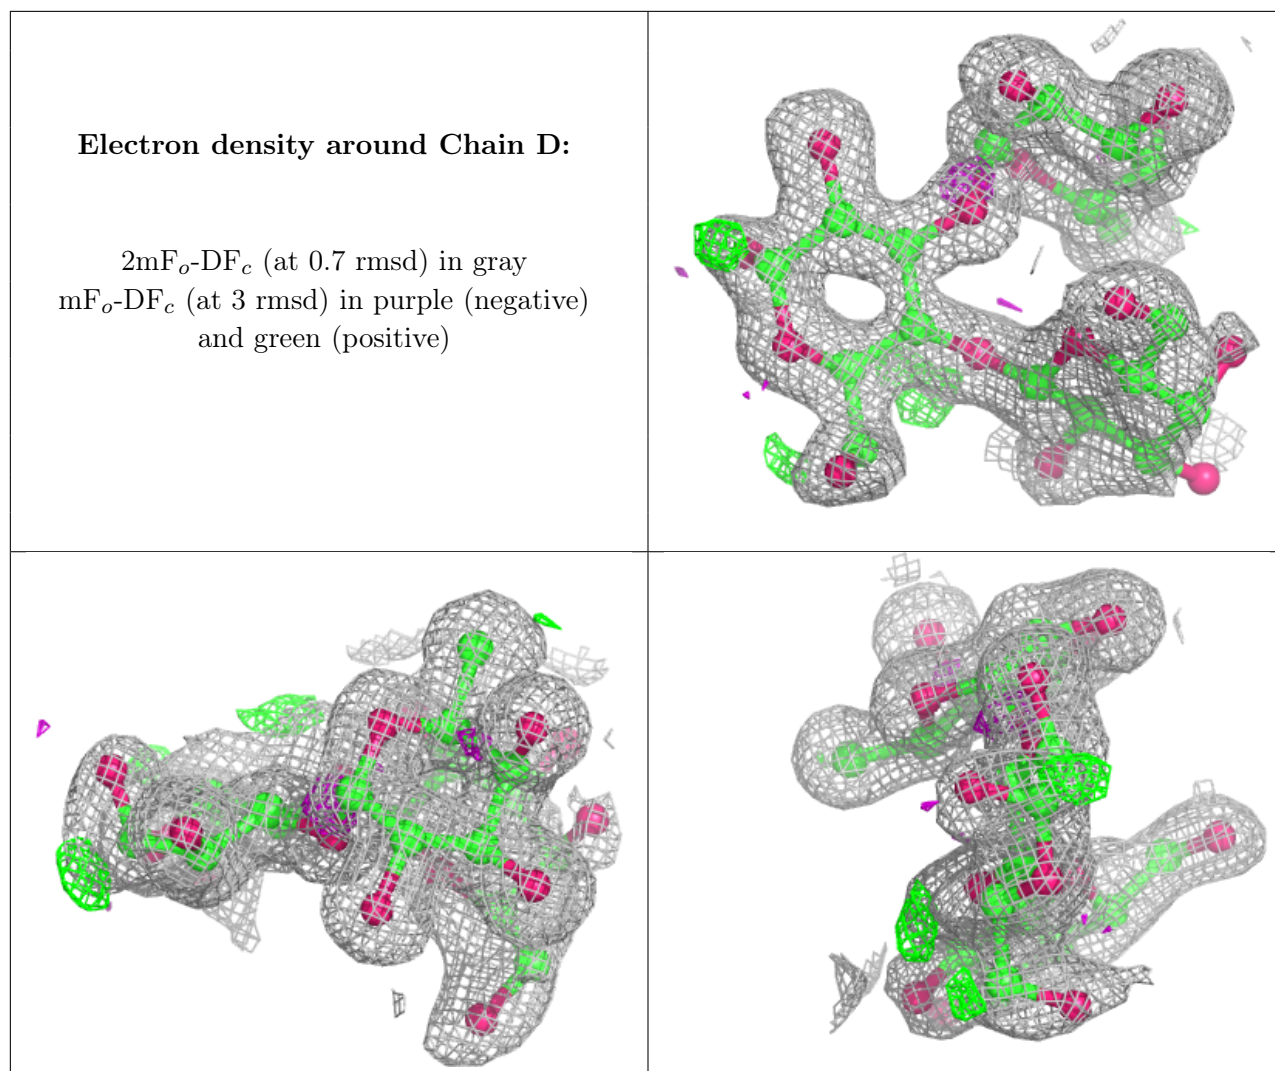 Electron density around Chain D:
2mFo-DFc (at 0.7 rmsd) in gray
mFo-DFc (at 3 rmsd) in purple (negative)
and green (positive)